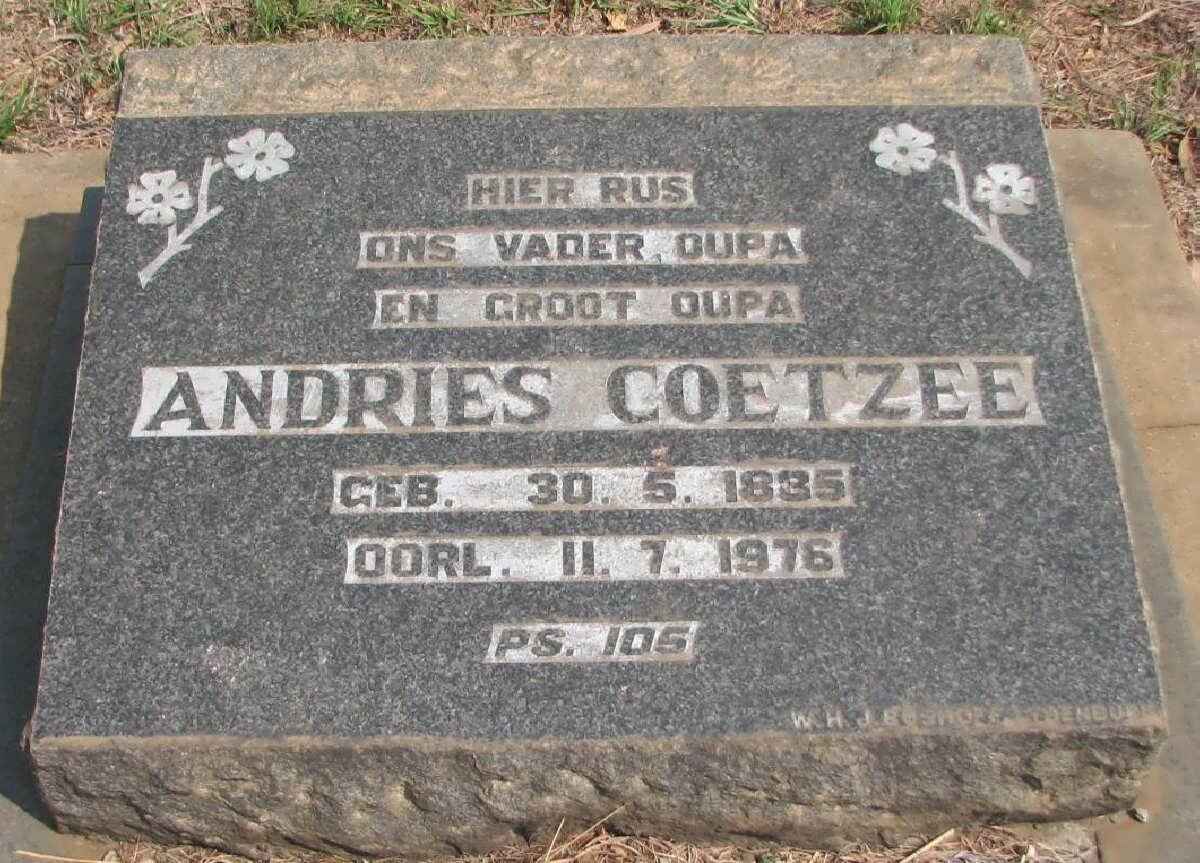 HIER RUS
ONS VADER, OUPA
EN GROOT OUPA
ANDRIES COETZEE
GEB. 30. 5. 1885
OORL. 11. 7. 1976
PS. 105
W.H.J.